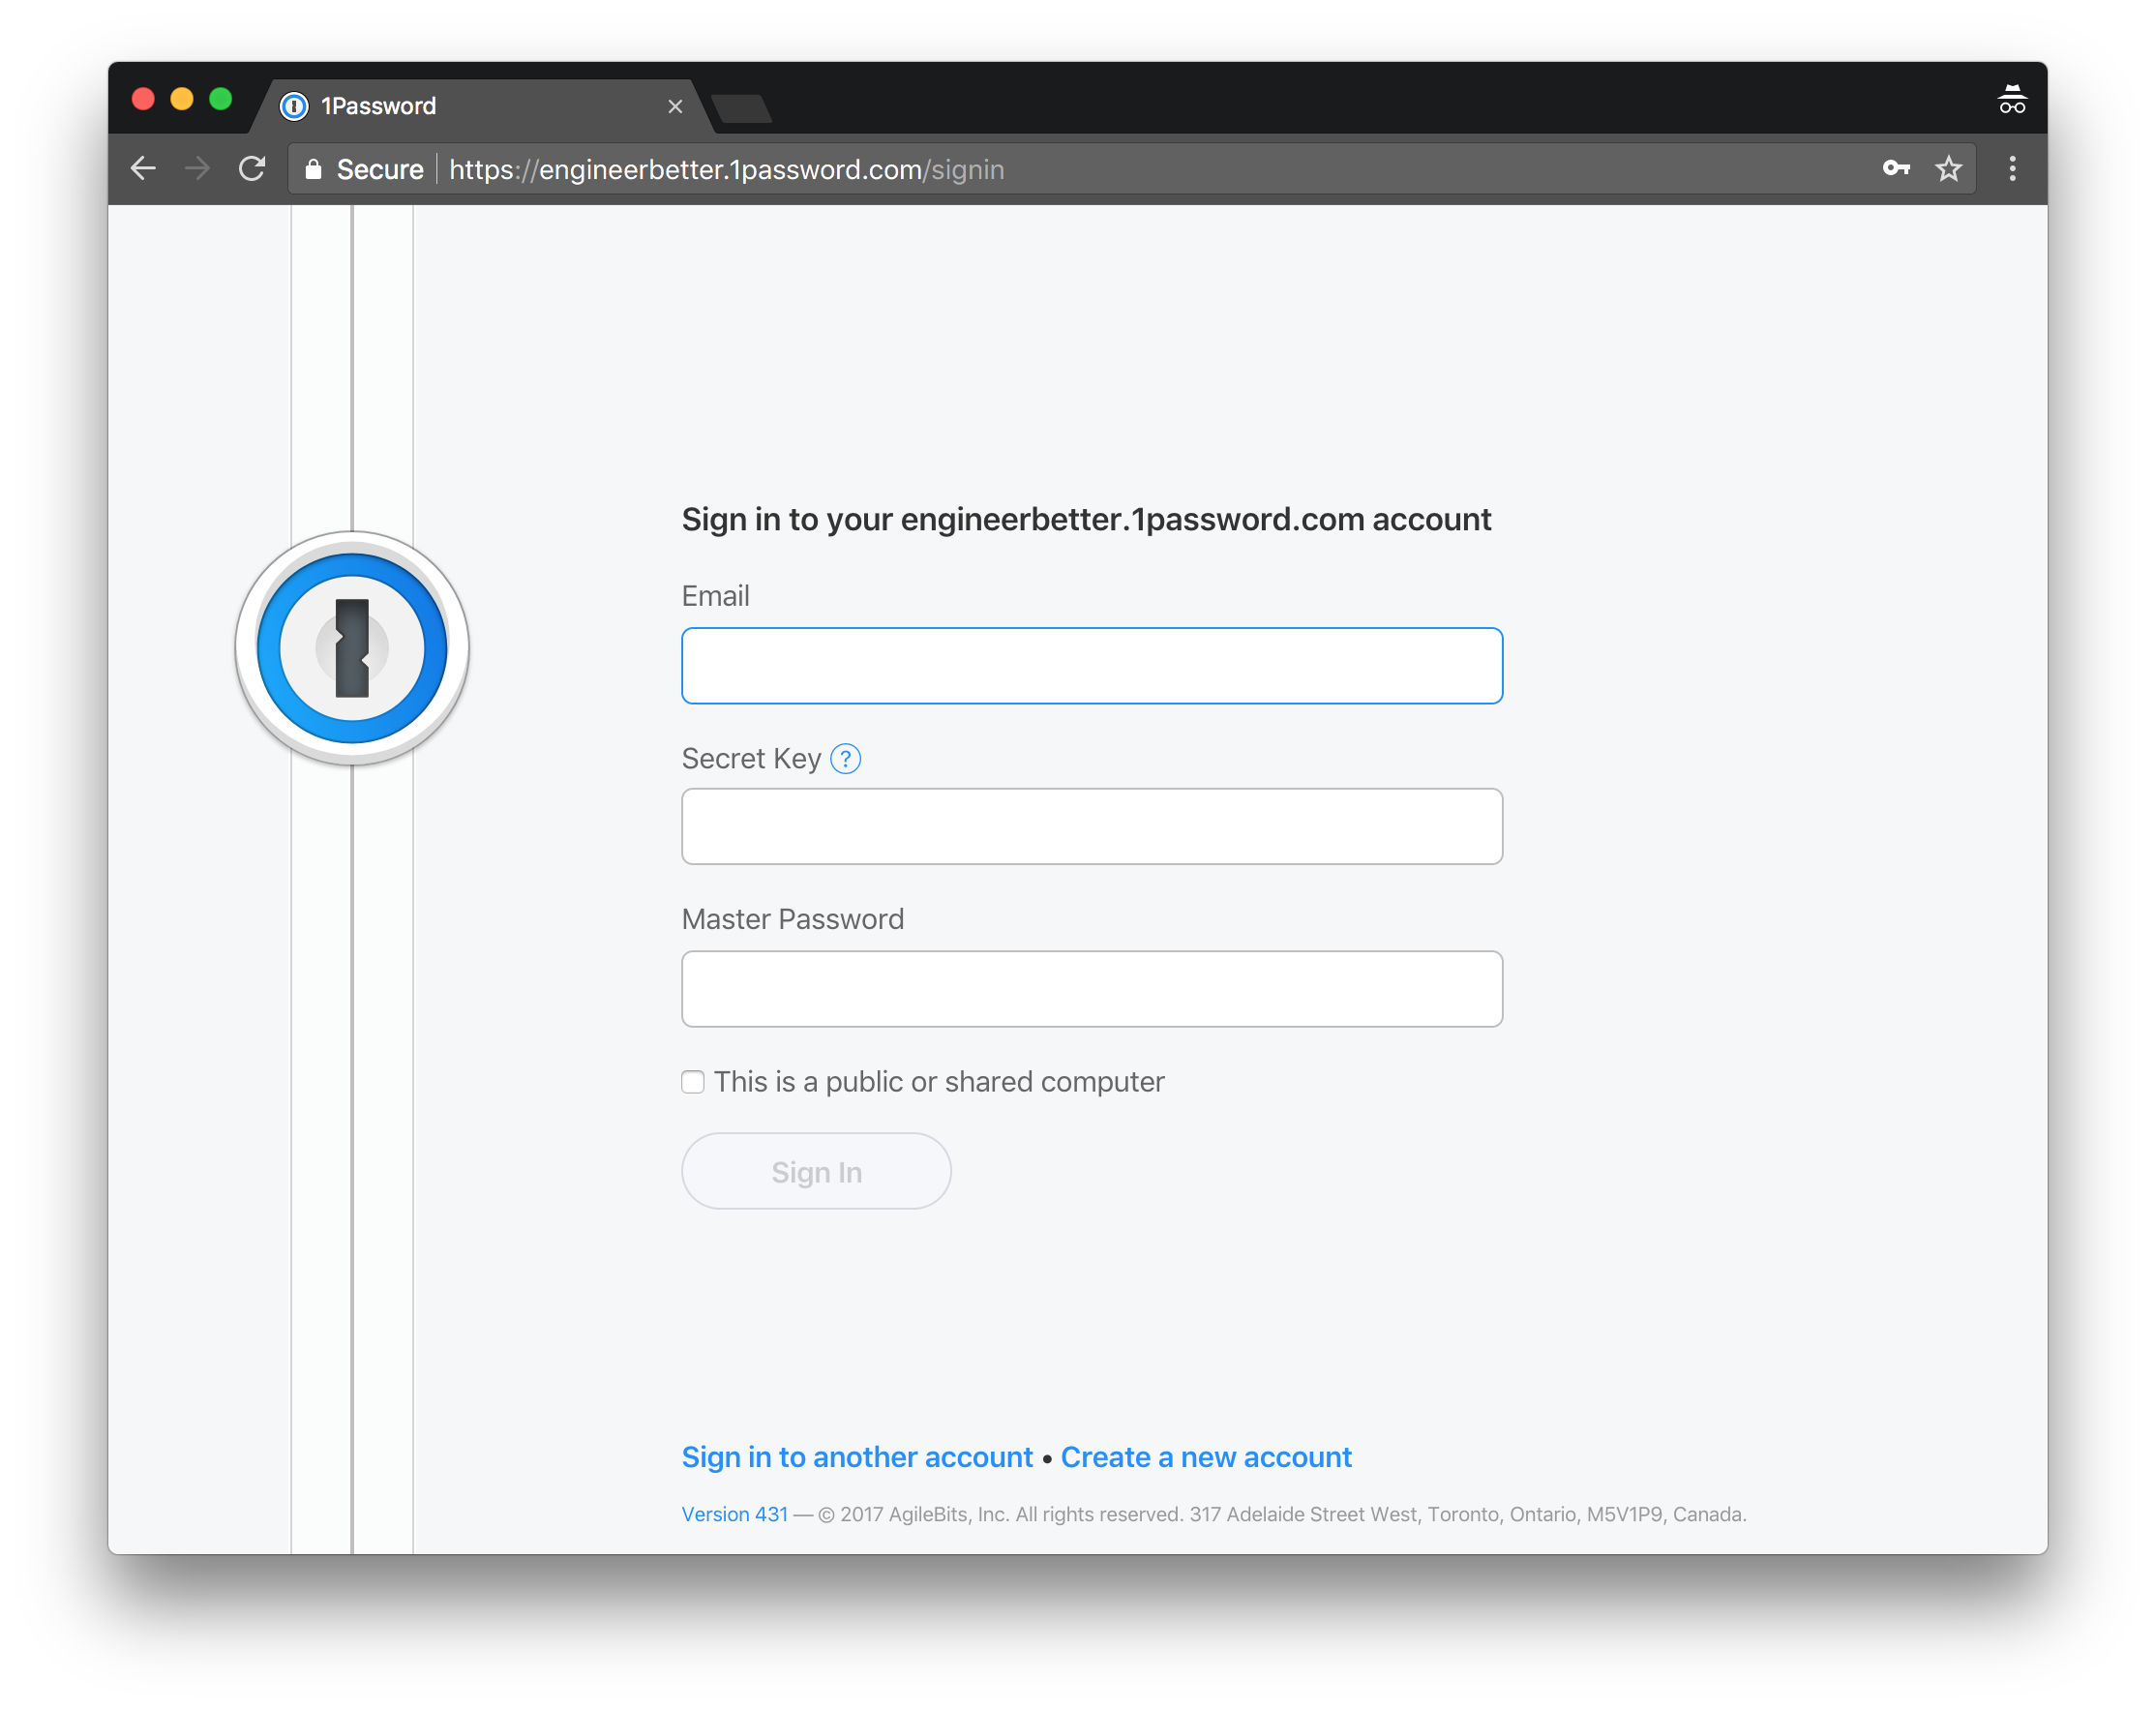 1Password
Secure https://engineerbetter.1password.com/signin
Sign in to your engineerbetter.1password.com account
Email
Secret Key ?
Master Password
This is a public or shared computer
Sign In
Sign in to another account • Create a new account
Version 431 — © 2017 AgileBits, Inc. All rights reserved. 317 Adelaide Street West, Toronto, Ontario, M5V1P9, Canada.